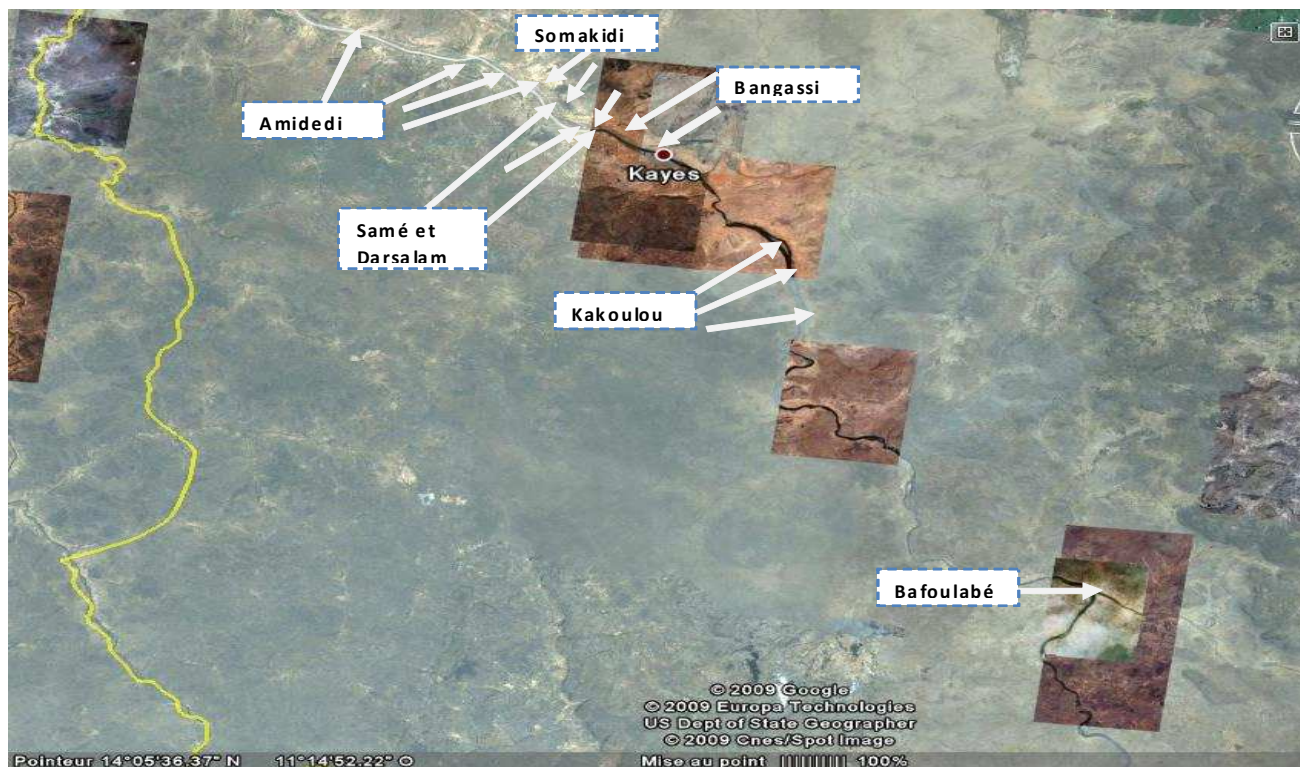 Somakidi
Bangassi
Amidedi
Kayes
Samé et
Darsalam
Kakoulou
Bafoulabé
© 2009 Google
© 2009 Europa Technologies
US Dept of State Geographer
© 2009 Cnes/Spot Image
Pointeur 14°05'36.37" N 11°14'52.22" O
Mise au point ||||||||| 100%